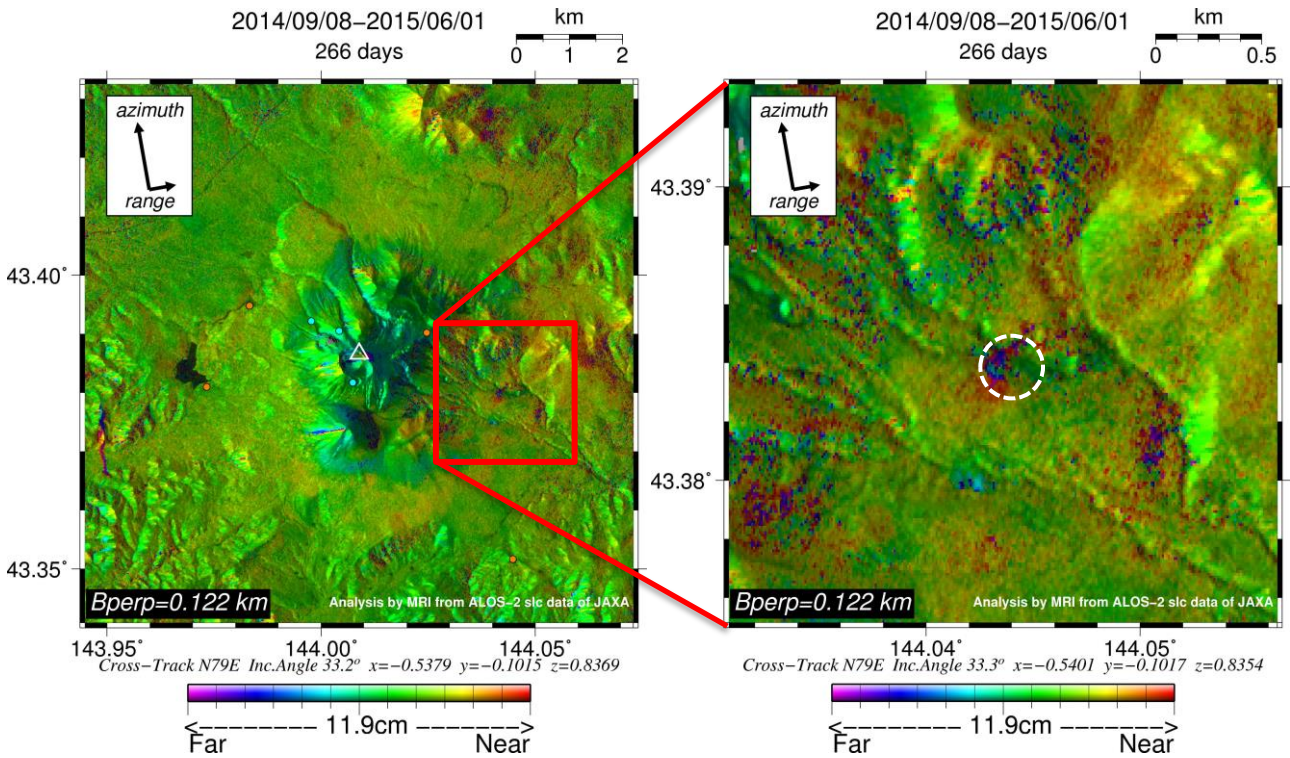 2014/09/08−2015/06/01
266 days
km
0 1 2
azimuth
range
43.40°
43.35°
Bperp=0.122 km
Analysis by MRI from ALOS−2 slc data of JAXA
143.95° 144.00° 144.05°
Cross−Track N79E Inc.Angle 33.2° x=−0.5379 y=−0.1015 z=0.8369
<−−−−−−− 11.9cm −−−−−−−>
Far Near
2014/09/08−2015/06/01
266 days
km
0 0.5
azimuth
range
43.39°
43.38°
Bperp=0.122 km
Analysis by MRI from ALOS−2 slc data of JAXA
144.04° 144.05°
Cross−Track N79E Inc.Angle 33.3° x=−0.5401 y=−0.1017 z=0.8354
<−−−−−−− 11.9cm −−−−−−−>
Far Near